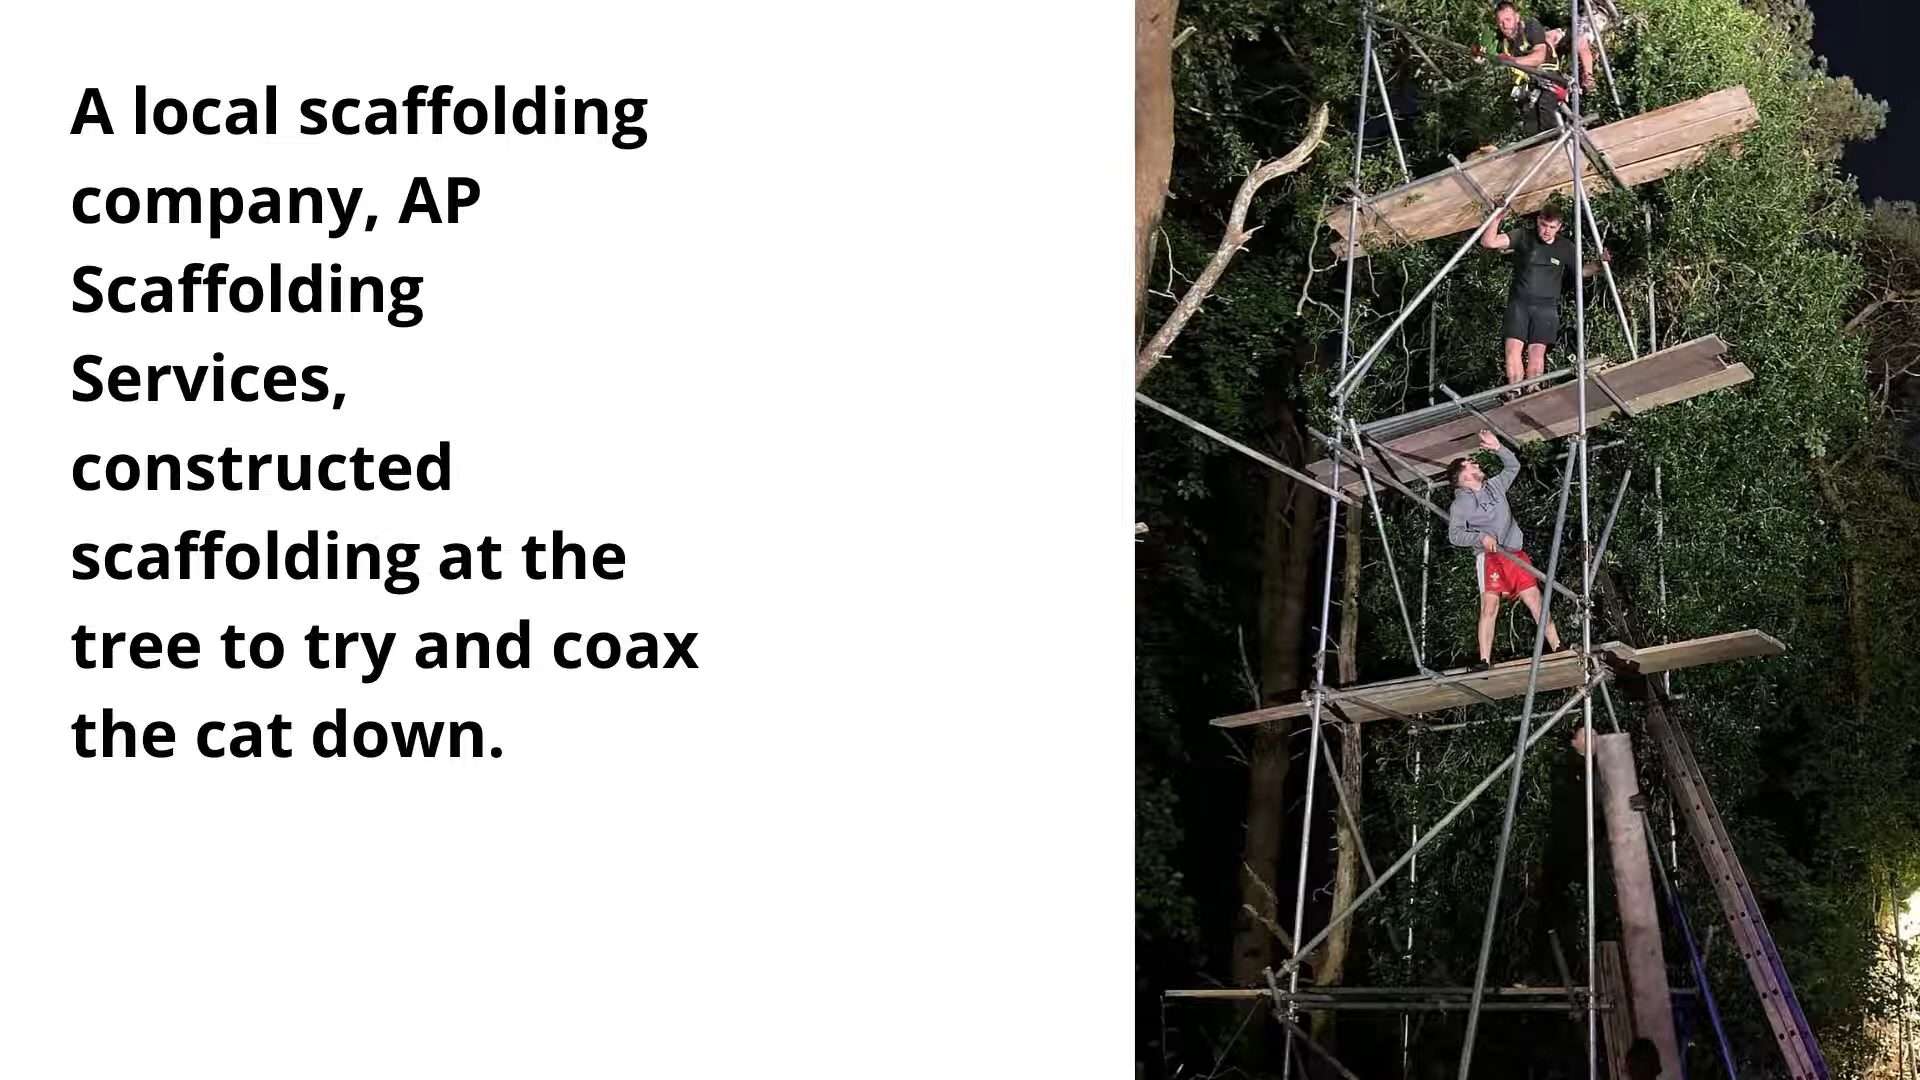 A local scaffolding
company, AP
Scaffolding
Services,
constructed
scaffolding at the
tree to try and coax
the cat down.